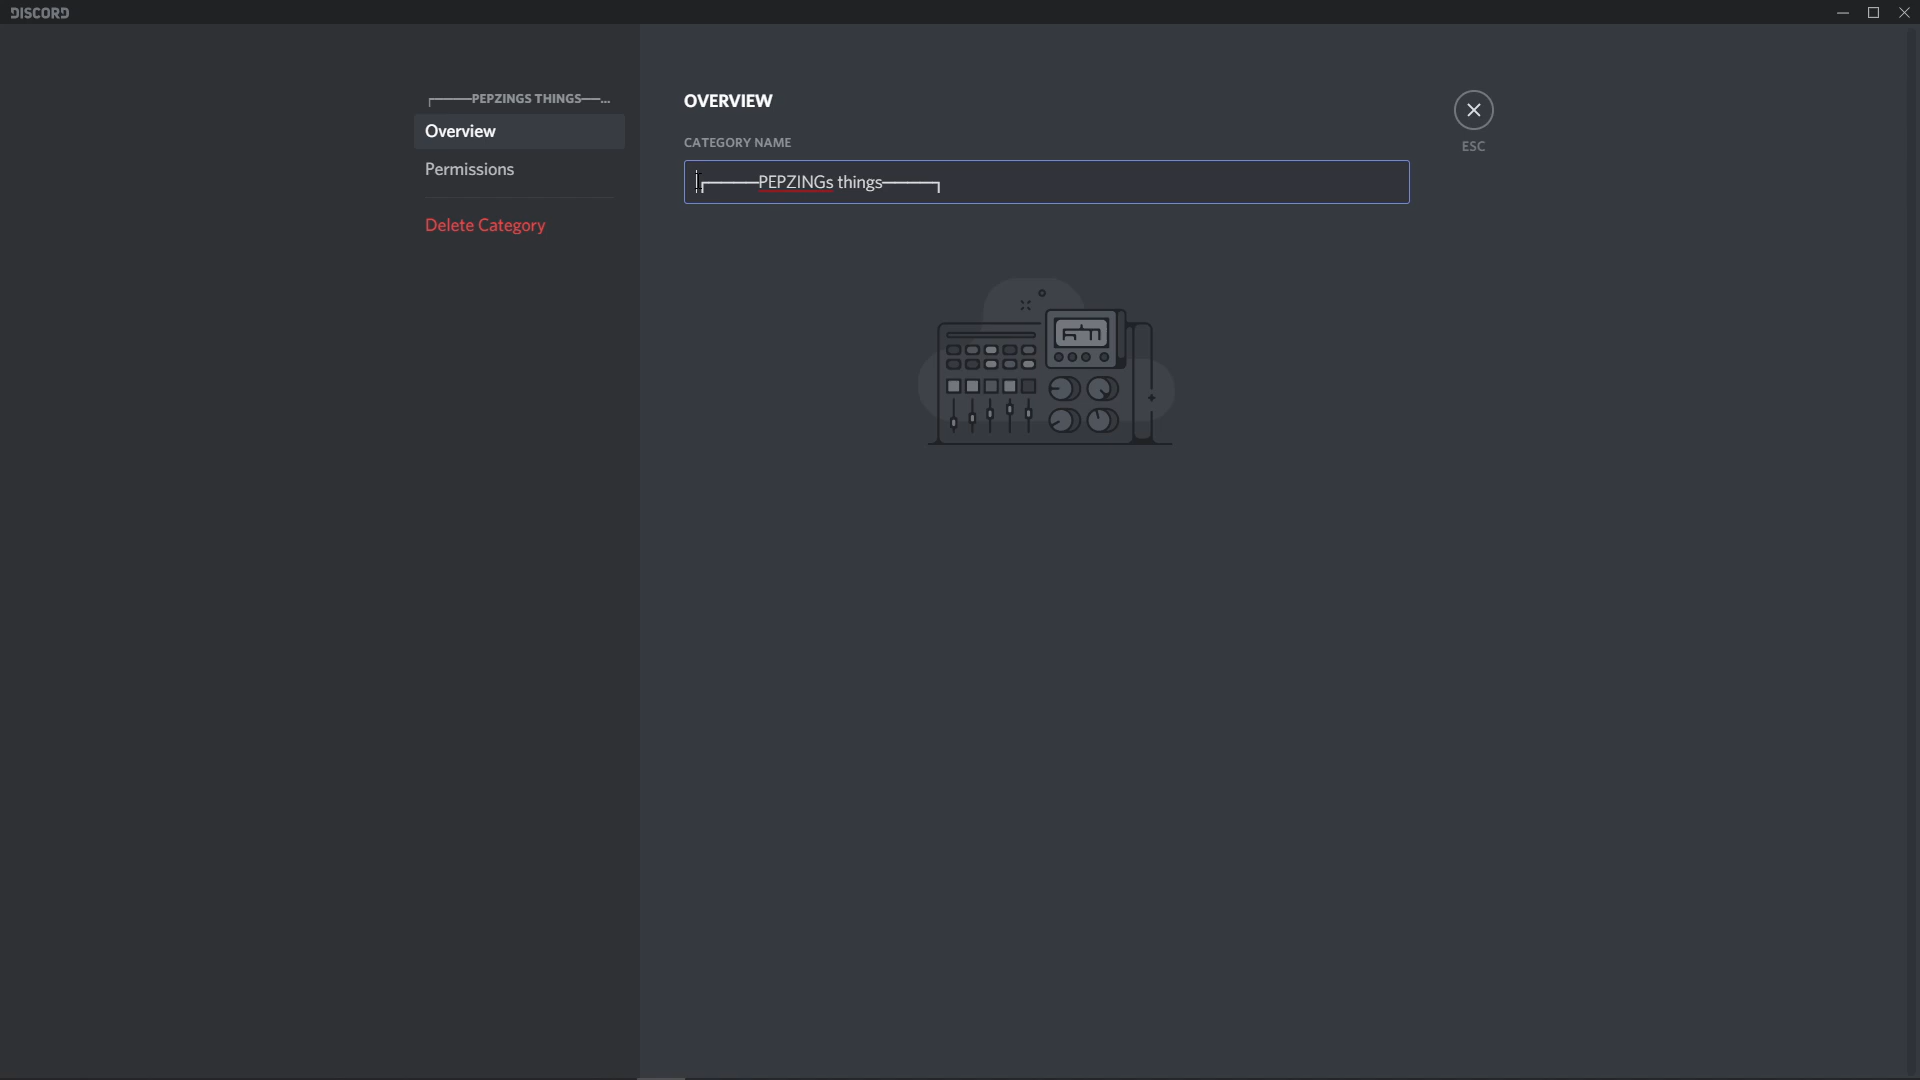 DISCORD
┌────PEPZINGS THINGS──...
Overview
Permissions
Delete Category
OVERVIEW
CATEGORY NAME
┌────PEPZINGs things────┐
ESC